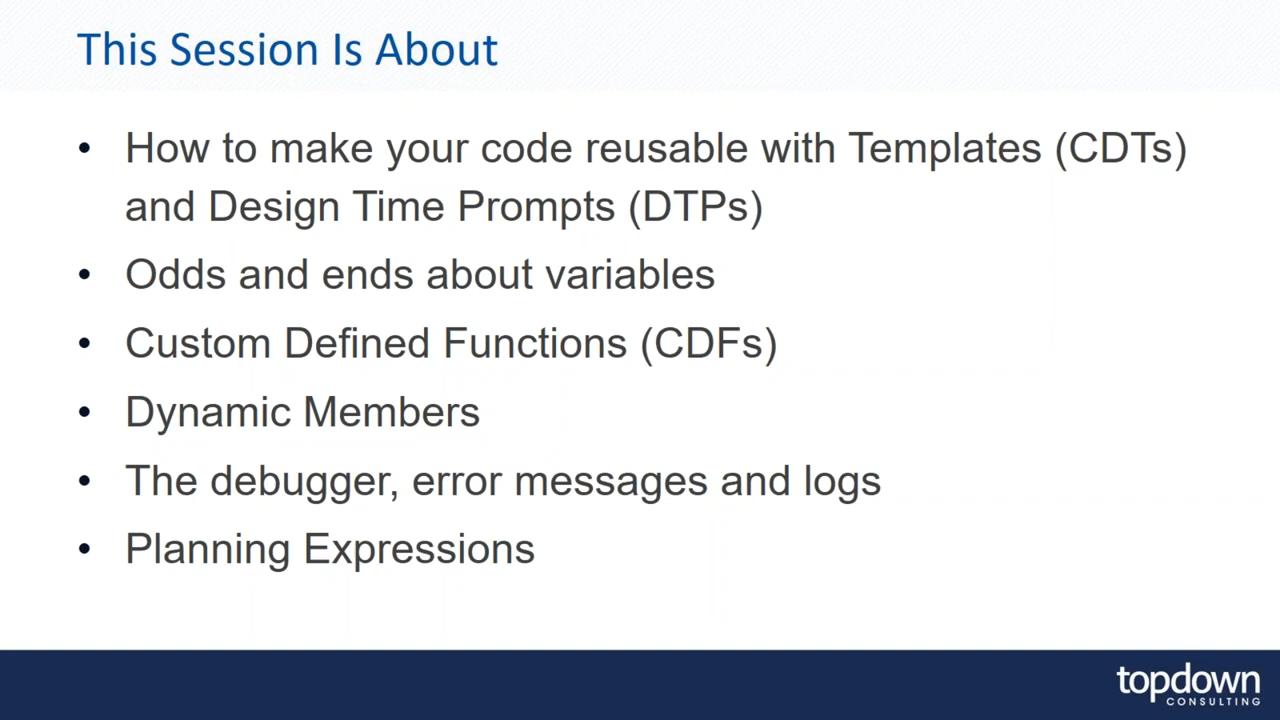 This Session Is About
• How to make your code reusable with Templates (CDTs)
and Design Time Prompts (DTPs)
• Odds and ends about variables
• Custom Defined Functions (CDFs)
• Dynamic Members
• The debugger, error messages and logs
• Planning Expressions
topdown
CONSULTING